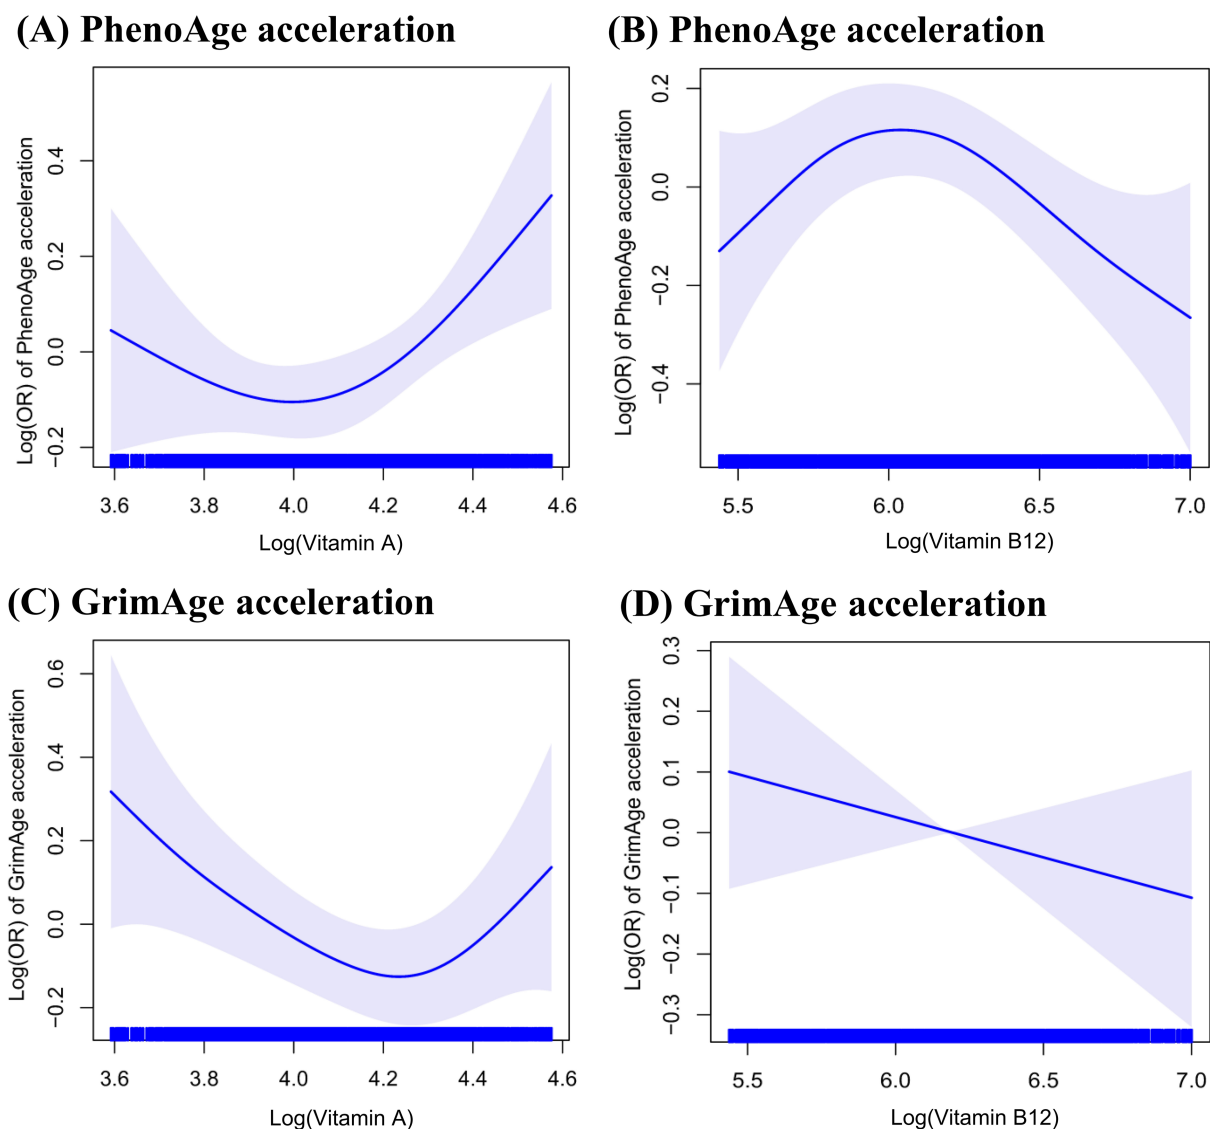 (A) PhenoAge acceleration
Log(OR) of PhenoAge acceleration
0.4
0.2
0.0
−0.2
3.6 3.8 4.0 4.2 4.4 4.6
Log(Vitamin A)
(B) PhenoAge acceleration
Log(OR) of PhenoAge acceleration
0.2
0.0
−0.2
−0.4
5.5 6.0 6.5 7.0
Log(Vitamin B12)
(C) GrimAge acceleration
Log(OR) of GrimAge acceleration
0.6
0.4
0.2
0.0
−0.2
3.6 3.8 4.0 4.2 4.4 4.6
Log(Vitamin A)
(D) GrimAge acceleration
Log(OR) of GrimAge acceleration
0.3
0.2
0.1
0.0
−0.1
−0.2
−0.3
5.5 6.0 6.5 7.0
Log(Vitamin B12)